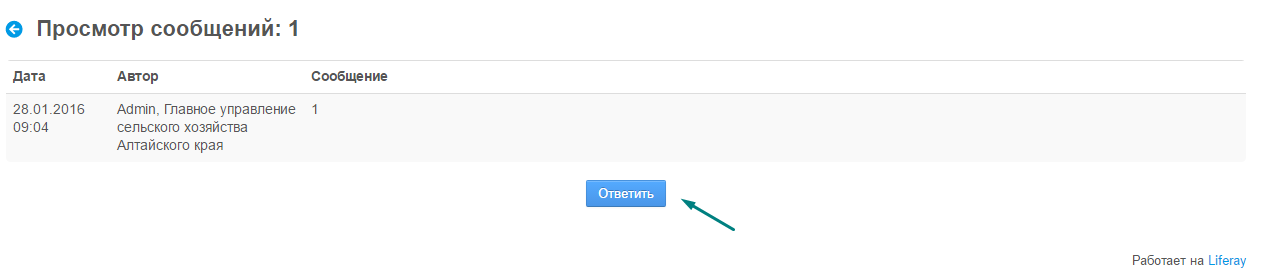 Просмотр сообщений: 1
Дата Автор Сообщение
28.01.2016 Admin, Главное управление 1
09:04 сельского хозяйства
Алтайского края
Ответить
Работает на Liferay